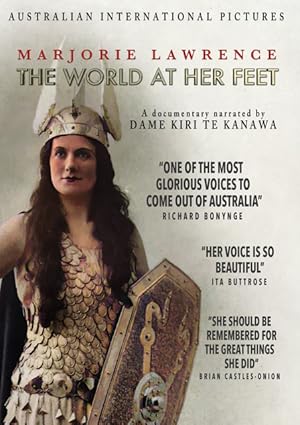 AUSTRALIAN INTERNATIONAL PICTURES
MARJORIE LAWRENCE
THE WORLD AT HER FEET
A documentary narrated by
DAME KIRI TE KANAWA
“ONE OF THE MOST
GLORIOUS VOICES TO
COME OUT OF AUSTRALIA”
RICHARD BONYNGE
“HER VOICE IS SO
BEAUTIFUL”
ITA BUTTROSE
“SHE SHOULD BE
REMEMBERED FOR
THE GREAT THINGS
SHE DID”
BRIAN CASTLES-ONION